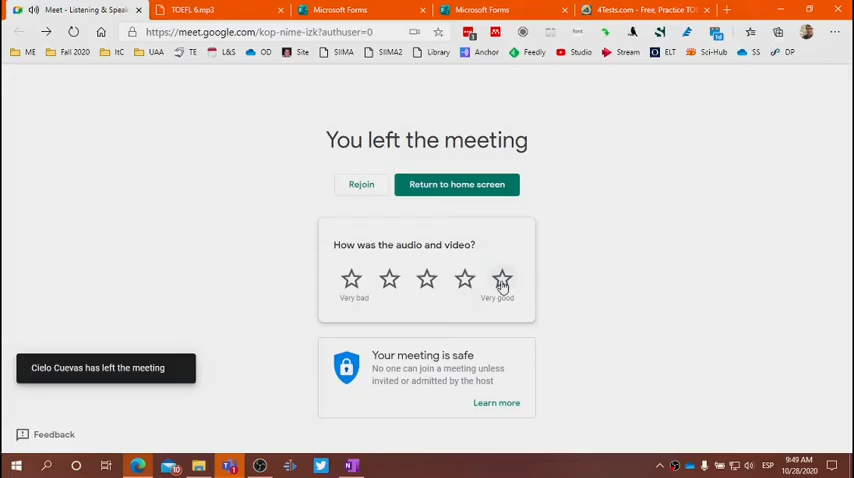 Meet - Listening & Speak
TOEFL 6.mp3
Microsoft Forms
Microsoft Forms
4Tests.com - Free, Practice TO
https://meet.google.com/kop-nime-izk?authuser=0
ME
Fall 2020
ItC
UAA
TE
L&S
OD
Site
SIIMA
SIIMA2
Library
Anchor
Feedly
Studio
Stream
ELT
Sci-Hub
SS
DP
You left the meeting
Rejoin
Return to home screen
How was the audio and video?
Very bad
Very good
Your meeting is safe
No one can join a meeting unless
invited or admitted by the host
Learn more
Cielo Cuevas has left the meeting
Feedback
10
1
ESP
9:49 AM
10/28/2020